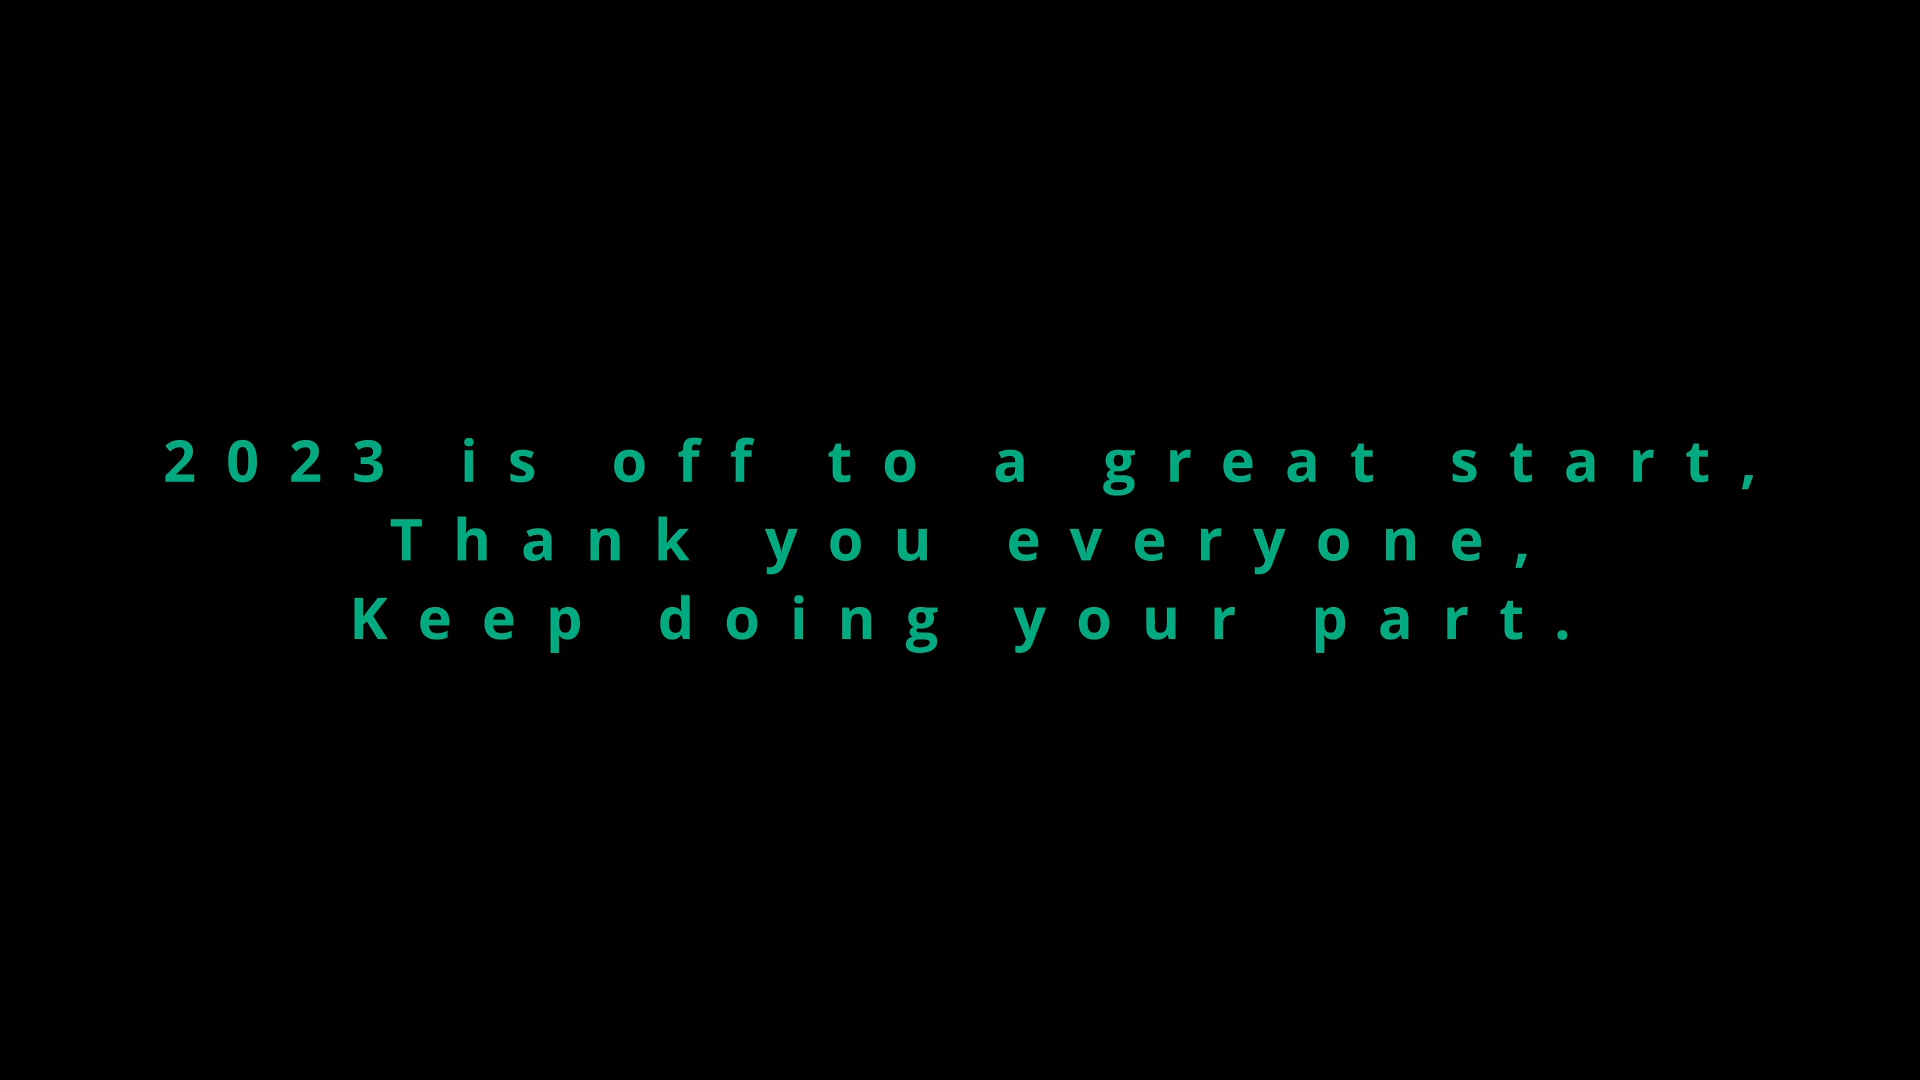 2023 is off to a great start,
Thank you everyone,
Keep doing your part.